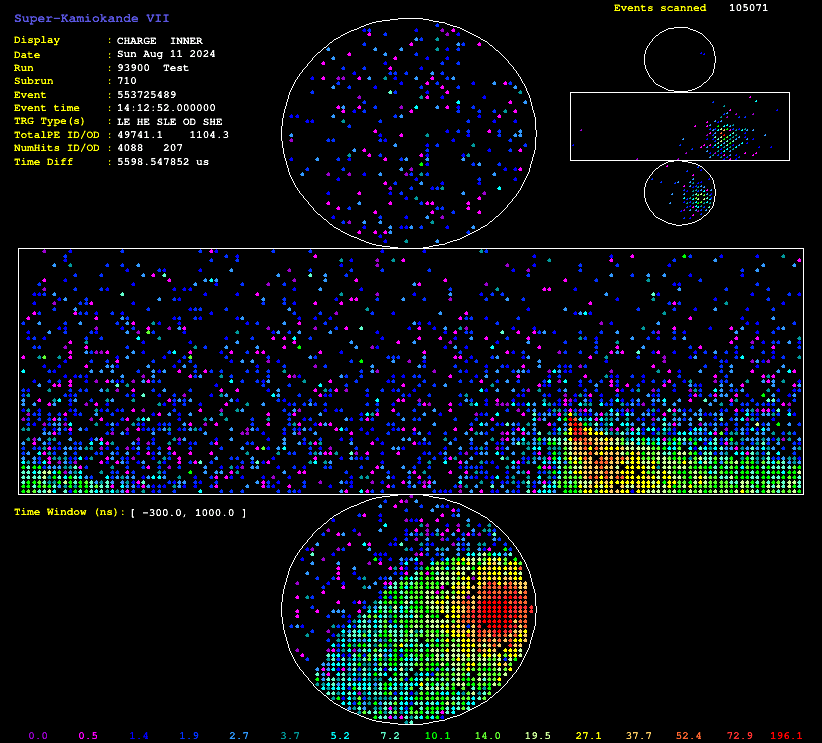 Super-Kamiokande VII
Events scanned 105071
Display : CHARGE INNER
Date : Sun Aug 11 2024
Run : 93900 Test
Subrun : 710
Event : 553725489
Event time : 14:12:52.000000
TRG Type(s) : LE HE SLE OD SHE
TotalPE ID/OD : 49741.1 1104.3
NumHits ID/OD : 4088 207
Time Diff : 5598.547852 us
Time Window (ns): [ -300.0, 1000.0 ]
0.0 0.5 1.4 1.9 2.7 3.7 5.2 7.2 10.1 14.0 19.5 27.1 37.7 52.4 72.9 196.1